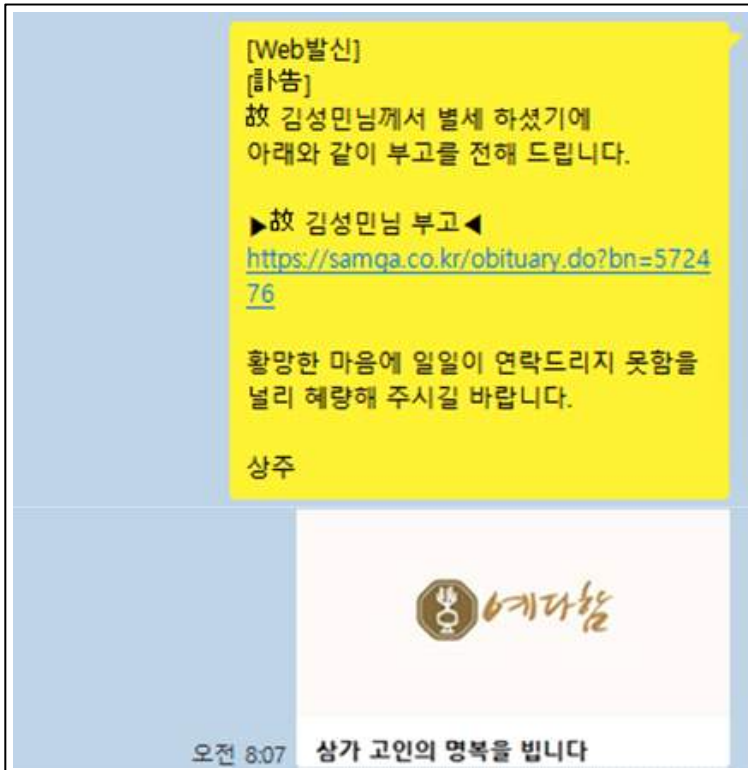 [Web발신]
[訃告]
故 김성민님께서 별세 하셨기에
아래와 같이 부고를 전해 드립니다.
▶故 김성민님 부고◀
https://samga.co.kr/obituary.do?bn=5724
76
황망한 마음에 일일이 연락드리지 못함을
널리 혜량해 주시길 바랍니다.
상주
예다함
오전 8:07 삼가 고인의 명복을 빕니다